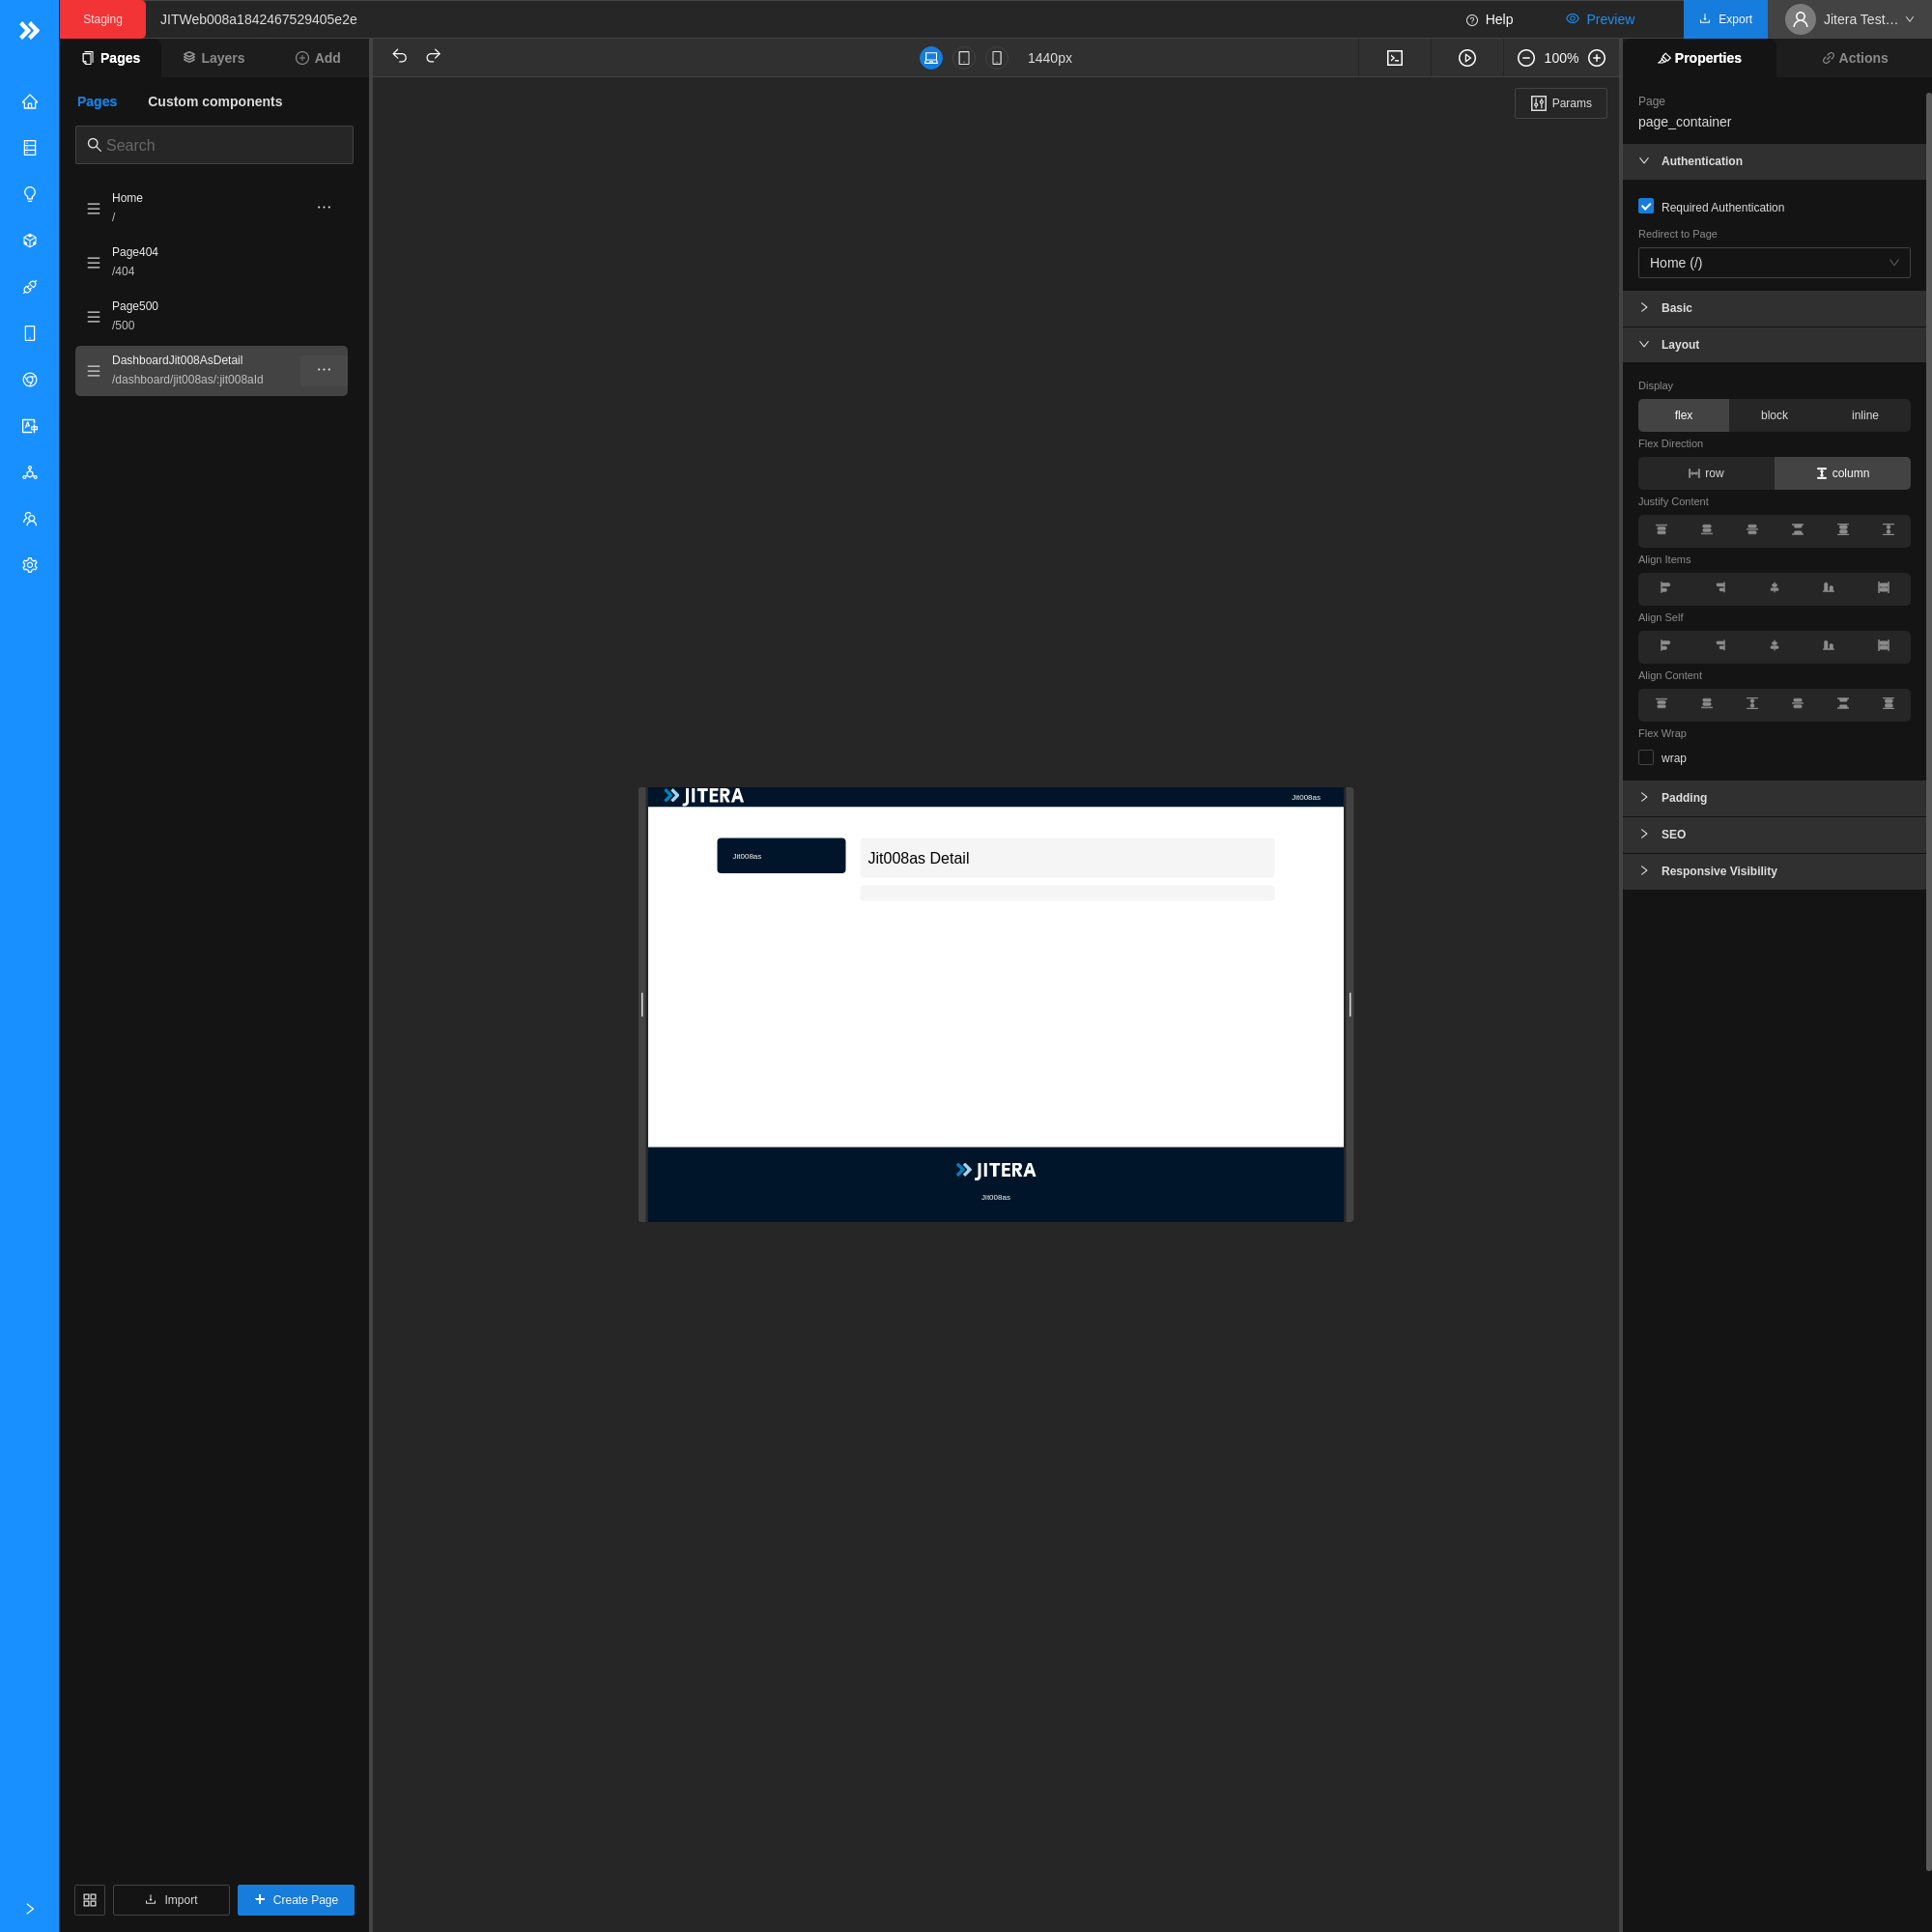 Staging
JITWeb008a1842467529405e2e
Help
Preview
Export
Jitera Test...
Pages
Layers
Add
1440px
100%
Properties
Actions
Pages
Custom components
Search
Params
Home
/
Page404
/404
Page500
/500
DashboardJit008AsDetail
/dashboard/jit008as/:jit008aId
Page
page_container
Authentication
Required Authentication
Redirect to Page
Home (/)
Basic
Layout
Display
flex
block
inline
Flex Direction
row
column
Justify Content
Align Items
Align Self
Align Content
Flex Wrap
wrap
Padding
SEO
Responsive Visibility
JITERA
Jit008as
Jit008as
Jit008as Detail
JITERA
Jit008as
Import
Create Page